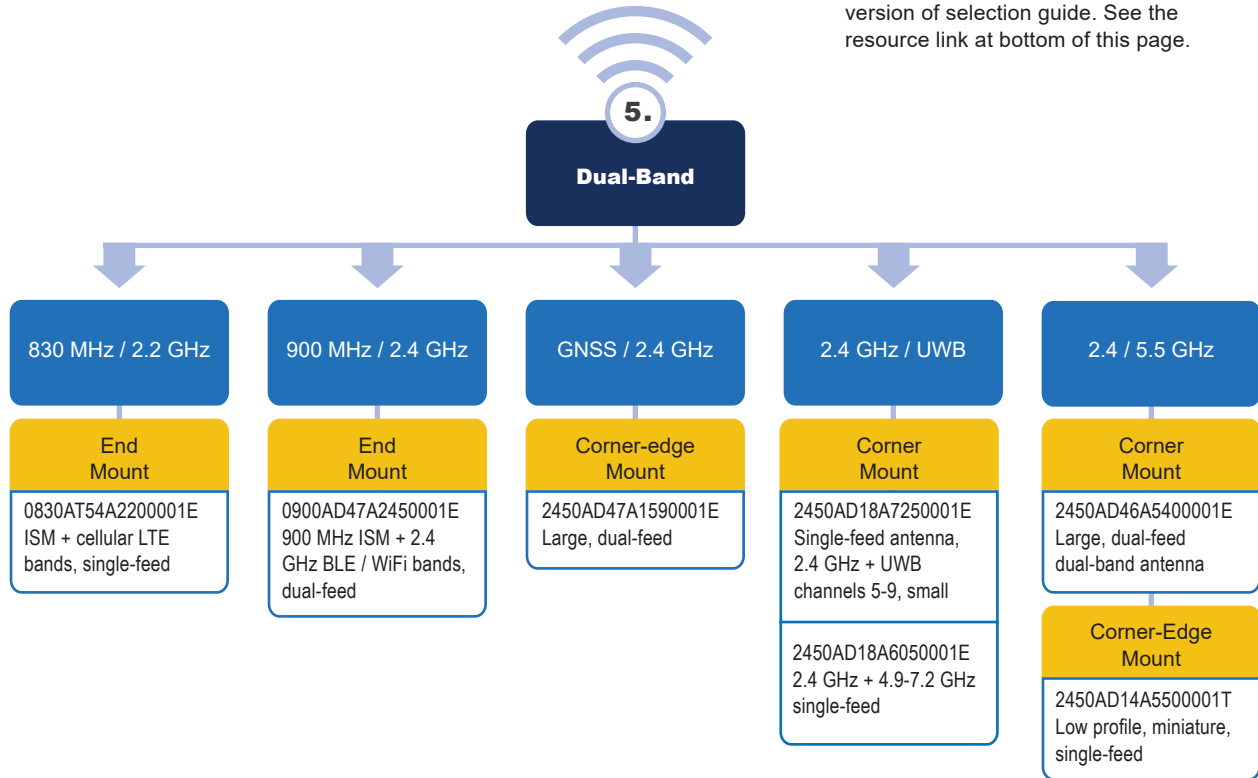 version of selection guide. See the
resource link at bottom of this page.
5.
Dual-Band
830 MHz / 2.2 GHz
End
Mount
0830AT54A2200001E
ISM + cellular LTE
bands, single-feed
900 MHz / 2.4 GHz
End
Mount
0900AD47A2450001E
900 MHz ISM + 2.4
GHz BLE / WiFi bands,
dual-feed
GNSS / 2.4 GHz
Corner-edge
Mount
2450AD47A1590001E
Large, dual-feed
2.4 GHz / UWB
Corner
Mount
2450AD18A7250001E
Single-feed antenna,
2.4 GHz + UWB
channels 5-9, small
2450AD18A6050001E
2.4 GHz + 4.9-7.2 GHz
single-feed
2.4 / 5.5 GHz
Corner
Mount
2450AD46A5400001E
Large, dual-feed
dual-band antenna
Corner-Edge
Mount
2450AD14A5500001T
Low profile, miniature,
single-feed